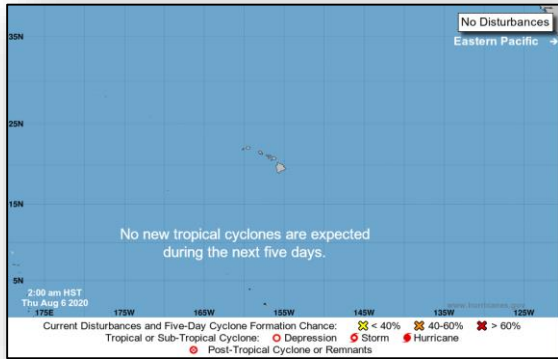 No Disturbances
35N
Eastern Pacific →
25N
15N
No new tropical cyclones are expected
during the next five days.
5N
2:00 am HST
Thu Aug 6 2020
www.hurricanes.gov
175E 175W 165W 155W 145W 135W 125W
Current Disturbances and Five-Day Cyclone Formation Chance: < 40% 40-60% > 60%
Tropical or Sub-Tropical Cyclone: Depression Storm Hurricane
Post-Tropical Cyclone or Remnants